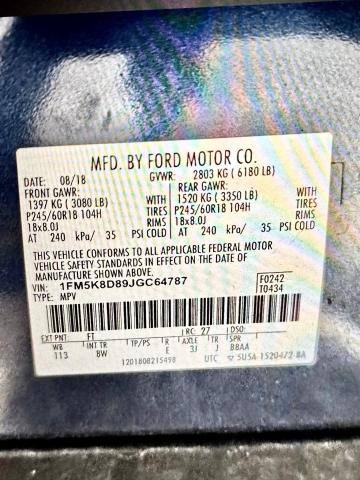 MFD. BY FORD MOTOR CO.
DATE: 08/18 GVWR: 2803 KG ( 6180 LB)
FRONT GAWR: REAR GAWR:
1397 KG ( 3080 LB) WITH 1520 KG ( 3350 LB) WITH
P245/60R18 104H TIRES P245/60R18 104H TIRES
18x8.0J RIMS 18x8.0J RIMS
AT 240 kPa/ 35 PSI COLD AT 240 kPa/ 35 PSI COLD
THIS VEHICLE CONFORMS TO ALL APPLICABLE FEDERAL MOTOR
VEHICLE SAFETY STANDARDS IN EFFECT ON THE DATE OF
MANUFACTURE SHOWN ABOVE.
VIN: 1FM5K8D89JGC64787 F0242
TYPE: MPV T0434
EXT PNT: FT RC: 27 DSO:
WB INT TR TP/PS R AXLE TR SPR
113 8W E 3J J BBAA
1201808215498 UTC 5U5A-1520472-BA